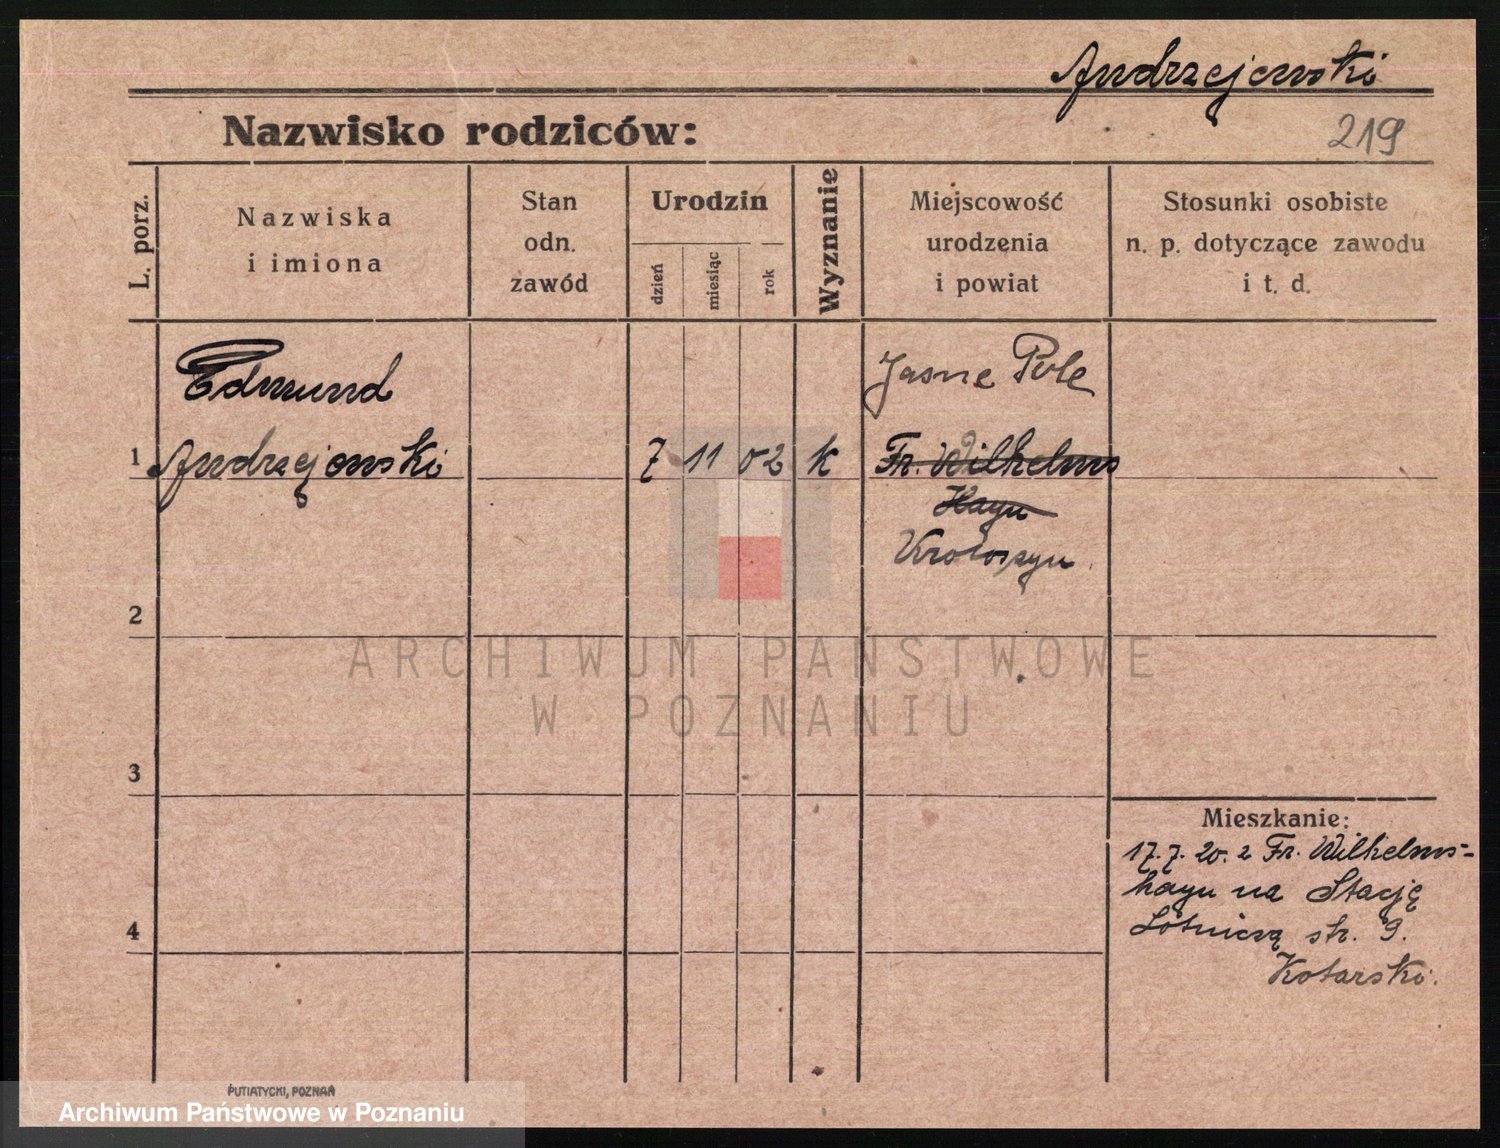 Andrzejewski
Nazwisko rodziców:
219
L. porz.
Nazwiska
i imiona
Stan
odn.
zawód
Urodzin
dzień
miesiąc
rok
Wyznanie
Miejscowość
urodzenia
i powiat
Stosunki osobiste
n. p. dotyczące zawodu
i t. d.
Edmund
Jasne Pole
1 Andrzejewski 7 11 02 k Fr. Wilhelms
Hayn
Krotoszyn
2
ARCHIWUM PAŃSTWOWE
W POZNANIU
3
Mieszkanie:
17.7.20. z Fr. Wilhelms-
hayn na Stację
4
Lotniczą str. 9.
Kotarski.
PUTIATYCKI, POZNAŃ
Archiwum Państwowe w Poznaniu